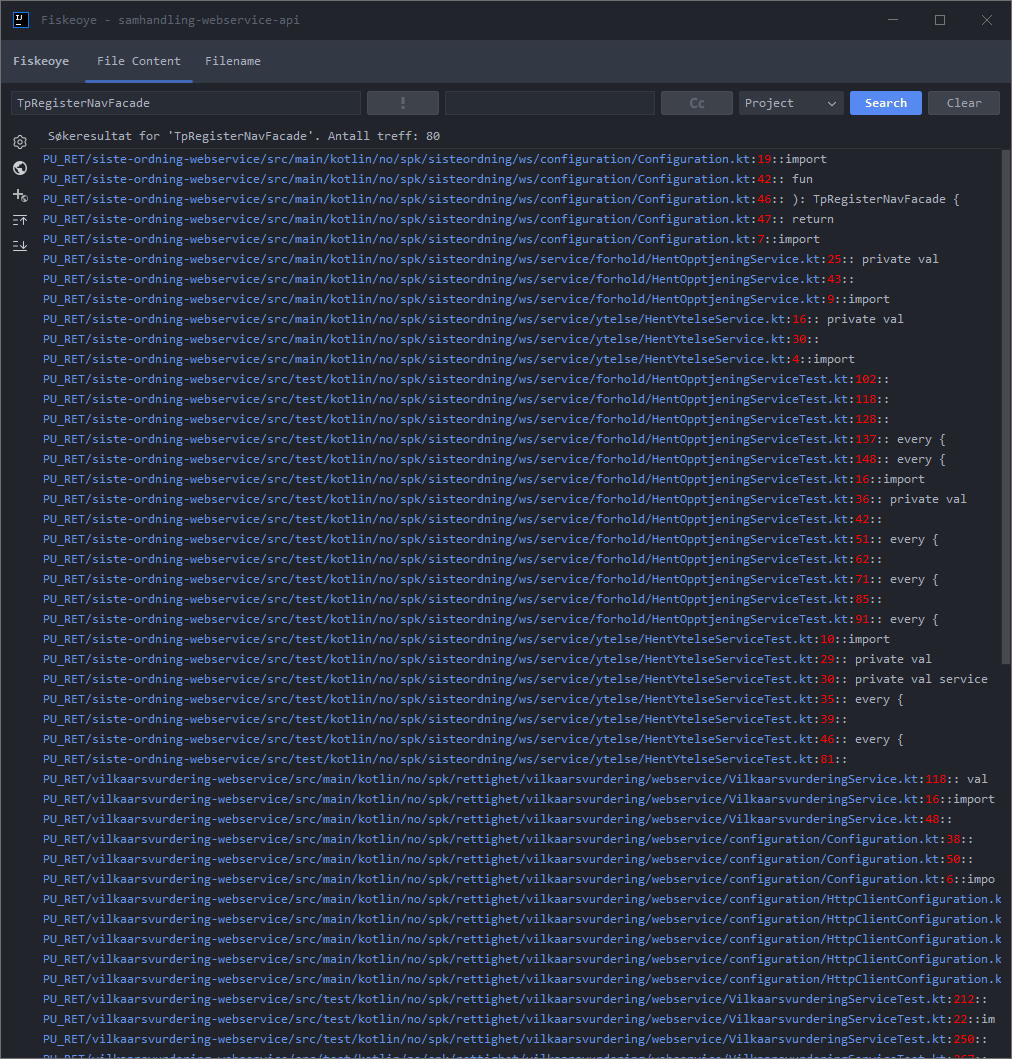 IJ Fiskeoye - samhandling-webservice-api
Fiskeoye File Content Filename
TpRegisterNavFacade ! Cc Project Search Clear
Søkeresultat for 'TpRegisterNavFacade'. Antall treff: 80
PU_RET/siste-ordning-webservice/src/main/kotlin/no/spk/sisteordning/ws/configuration/Configuration.kt:19::import
PU_RET/siste-ordning-webservice/src/main/kotlin/no/spk/sisteordning/ws/configuration/Configuration.kt:42:: fun
PU_RET/siste-ordning-webservice/src/main/kotlin/no/spk/sisteordning/ws/configuration/Configuration.kt:46:: ): TpRegisterNavFacade {
PU_RET/siste-ordning-webservice/src/main/kotlin/no/spk/sisteordning/ws/configuration/Configuration.kt:47:: return
PU_RET/siste-ordning-webservice/src/main/kotlin/no/spk/sisteordning/ws/configuration/Configuration.kt:7::import
PU_RET/siste-ordning-webservice/src/main/kotlin/no/spk/sisteordning/ws/service/forhold/HentOpptjeningService.kt:25:: private val
PU_RET/siste-ordning-webservice/src/main/kotlin/no/spk/sisteordning/ws/service/forhold/HentOpptjeningService.kt:43::
PU_RET/siste-ordning-webservice/src/main/kotlin/no/spk/sisteordning/ws/service/forhold/HentOpptjeningService.kt:9::import
PU_RET/siste-ordning-webservice/src/main/kotlin/no/spk/sisteordning/ws/service/ytelse/HentYtelseService.kt:16:: private val
PU_RET/siste-ordning-webservice/src/main/kotlin/no/spk/sisteordning/ws/service/ytelse/HentYtelseService.kt:30::
PU_RET/siste-ordning-webservice/src/main/kotlin/no/spk/sisteordning/ws/service/ytelse/HentYtelseService.kt:4::import
PU_RET/siste-ordning-webservice/src/test/kotlin/no/spk/sisteordning/ws/service/forhold/HentOpptjeningServiceTest.kt:102::
PU_RET/siste-ordning-webservice/src/test/kotlin/no/spk/sisteordning/ws/service/forhold/HentOpptjeningServiceTest.kt:118::
PU_RET/siste-ordning-webservice/src/test/kotlin/no/spk/sisteordning/ws/service/forhold/HentOpptjeningServiceTest.kt:128::
PU_RET/siste-ordning-webservice/src/test/kotlin/no/spk/sisteordning/ws/service/forhold/HentOpptjeningServiceTest.kt:137:: every {
PU_RET/siste-ordning-webservice/src/test/kotlin/no/spk/sisteordning/ws/service/forhold/HentOpptjeningServiceTest.kt:148:: every {
PU_RET/siste-ordning-webservice/src/test/kotlin/no/spk/sisteordning/ws/service/forhold/HentOpptjeningServiceTest.kt:16::import
PU_RET/siste-ordning-webservice/src/test/kotlin/no/spk/sisteordning/ws/service/forhold/HentOpptjeningServiceTest.kt:36:: private val
PU_RET/siste-ordning-webservice/src/test/kotlin/no/spk/sisteordning/ws/service/forhold/HentOpptjeningServiceTest.kt:42::
PU_RET/siste-ordning-webservice/src/test/kotlin/no/spk/sisteordning/ws/service/forhold/HentOpptjeningServiceTest.kt:51:: every {
PU_RET/siste-ordning-webservice/src/test/kotlin/no/spk/sisteordning/ws/service/forhold/HentOpptjeningServiceTest.kt:62::
PU_RET/siste-ordning-webservice/src/test/kotlin/no/spk/sisteordning/ws/service/forhold/HentOpptjeningServiceTest.kt:71:: every {
PU_RET/siste-ordning-webservice/src/test/kotlin/no/spk/sisteordning/ws/service/forhold/HentOpptjeningServiceTest.kt:85::
PU_RET/siste-ordning-webservice/src/test/kotlin/no/spk/sisteordning/ws/service/forhold/HentOpptjeningServiceTest.kt:91:: every {
PU_RET/siste-ordning-webservice/src/test/kotlin/no/spk/sisteordning/ws/service/ytelse/HentYtelseServiceTest.kt:10::import
PU_RET/siste-ordning-webservice/src/test/kotlin/no/spk/sisteordning/ws/service/ytelse/HentYtelseServiceTest.kt:29:: private val
PU_RET/siste-ordning-webservice/src/test/kotlin/no/spk/sisteordning/ws/service/ytelse/HentYtelseServiceTest.kt:30:: private val service
PU_RET/siste-ordning-webservice/src/test/kotlin/no/spk/sisteordning/ws/service/ytelse/HentYtelseServiceTest.kt:35:: every {
PU_RET/siste-ordning-webservice/src/test/kotlin/no/spk/sisteordning/ws/service/ytelse/HentYtelseServiceTest.kt:39::
PU_RET/siste-ordning-webservice/src/test/kotlin/no/spk/sisteordning/ws/service/ytelse/HentYtelseServiceTest.kt:46:: every {
PU_RET/siste-ordning-webservice/src/test/kotlin/no/spk/sisteordning/ws/service/ytelse/HentYtelseServiceTest.kt:81::
PU_RET/vilkaarsvurdering-webservice/src/main/kotlin/no/spk/rettighet/vilkaarsvurdering/webservice/VilkaarsvurderingService.kt:118:: val
PU_RET/vilkaarsvurdering-webservice/src/main/kotlin/no/spk/rettighet/vilkaarsvurdering/webservice/VilkaarsvurderingService.kt:16::import
PU_RET/vilkaarsvurdering-webservice/src/main/kotlin/no/spk/rettighet/vilkaarsvurdering/webservice/VilkaarsvurderingService.kt:48::
PU_RET/vilkaarsvurdering-webservice/src/main/kotlin/no/spk/rettighet/vilkaarsvurdering/webservice/configuration/Configuration.kt:38::
PU_RET/vilkaarsvurdering-webservice/src/main/kotlin/no/spk/rettighet/vilkaarsvurdering/webservice/configuration/Configuration.kt:50::
PU_RET/vilkaarsvurdering-webservice/src/main/kotlin/no/spk/rettighet/vilkaarsvurdering/webservice/configuration/Configuration.kt:6::impo
PU_RET/vilkaarsvurdering-webservice/src/main/kotlin/no/spk/rettighet/vilkaarsvurdering/webservice/configuration/HttpClientConfiguration.k
PU_RET/vilkaarsvurdering-webservice/src/main/kotlin/no/spk/rettighet/vilkaarsvurdering/webservice/configuration/HttpClientConfiguration.k
PU_RET/vilkaarsvurdering-webservice/src/main/kotlin/no/spk/rettighet/vilkaarsvurdering/webservice/configuration/HttpClientConfiguration.k
PU_RET/vilkaarsvurdering-webservice/src/main/kotlin/no/spk/rettighet/vilkaarsvurdering/webservice/configuration/HttpClientConfiguration.k
PU_RET/vilkaarsvurdering-webservice/src/main/kotlin/no/spk/rettighet/vilkaarsvurdering/webservice/configuration/HttpClientConfiguration.k
PU_RET/vilkaarsvurdering-webservice/src/test/kotlin/no/spk/rettighet/vilkaarsvurdering/webservice/VilkaarsvurderingServiceTest.kt:212::
PU_RET/vilkaarsvurdering-webservice/src/test/kotlin/no/spk/rettighet/vilkaarsvurdering/webservice/VilkaarsvurderingServiceTest.kt:22::im
PU_RET/vilkaarsvurdering-webservice/src/test/kotlin/no/spk/rettighet/vilkaarsvurdering/webservice/VilkaarsvurderingServiceTest.kt:250::